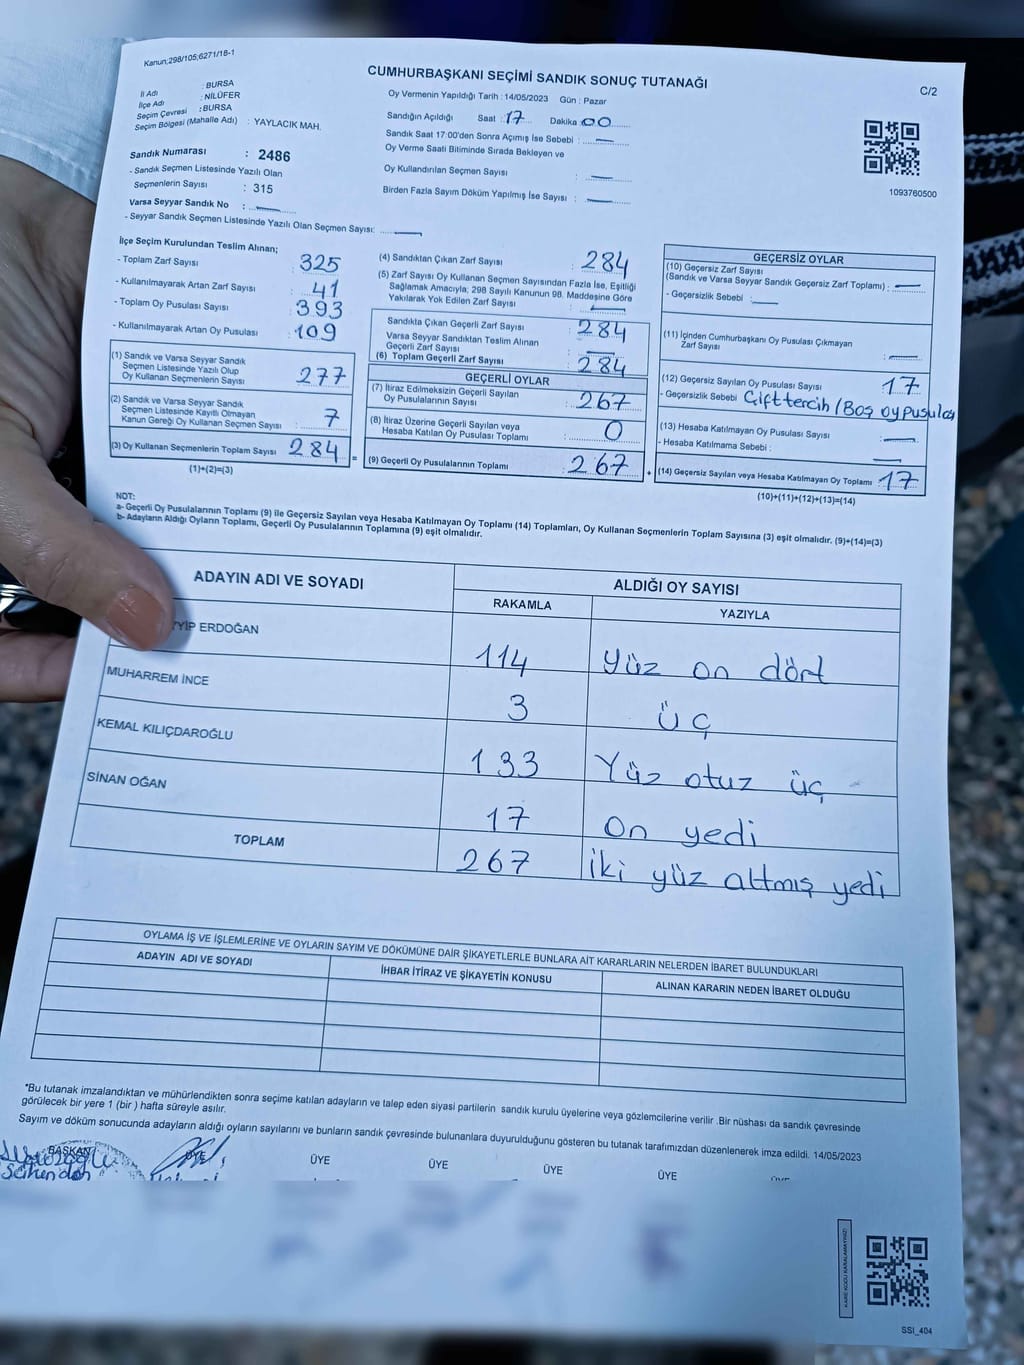 Kanun;298/105;6271/18-1
CUMHURBAŞKANI SEÇİMİ SANDIK SONUÇ TUTANAĞI
C/2
İl Adı : BURSA
İlçe Adı : NİLÜFER
Seçim Çevresi : BURSA
Seçim Bölgesi (Mahalle Adı) : YAYLACIK MAH.
Oy Vermenin Yapıldığı Tarih : 14/05/2023 Gün : Pazar
Sandığın Açıldığı Saat : 17 Dakika 00
Sandık Saat 17:00'den Sonra Açımış İse Sebebi : —
Oy Verme Saati Bitiminde Sırada Bekleyen ve
Oy Kullandırılan Seçmen Sayısı : —
Birden Fazla Sayım Döküm Yapılmış İse Sayısı : —
1093760500
Sandık Numarası : 2486
- Sandık Seçmen Listesinde Yazılı Olan
Seçmenlerin Sayısı : 315
Varsa Seyyar Sandık No : —
- Seyyar Sandık Seçmen Listesinde Yazılı Olan Seçmen Sayısı: —
İlçe Seçim Kurulundan Teslim Alınan;
- Toplam Zarf Sayısı : 325
- Kullanılmayarak Artan Zarf Sayısı : 41
- Toplam Oy Pusulası Sayısı : 393
- Kullanılmayarak Artan Oy Pusulası : 109
(1) Sandık ve Varsa Seyyar Sandık
Seçmen Listesinde Yazılı Olup
Oy Kullanan Seçmenlerin Sayısı : 277
(2) Sandık ve Varsa Seyyar Sandık
Seçmen Listesinde Kayıtlı Olmayan
Kanun Gereği Oy Kullanan Seçmen Sayısı : 7
(3) Oy Kullanan Seçmenlerin Toplam Sayısı : 284
(1)+(2)=(3)
(4) Sandıktan Çıkan Zarf Sayısı : 284
(5) Zarf Sayısı Oy Kullanan Seçmen Sayısından Fazla İse, Eşitliği
Sağlamak Amacıyla; 298 Sayılı Kanunun 98. Maddesine Göre
Yakılarak Yok Edilen Zarf Sayısı : —
Sandıkta Çıkan Geçerli Zarf Sayısı : 284
Varsa Seyyar Sandıktan Teslim Alınan
Geçerli Zarf Sayısı : —
(6) Toplam Geçerli Zarf Sayısı : 284
GEÇERLİ OYLAR
(7) İtiraz Edilmeksizin Geçerli Sayılan
Oy Pusulalarının Sayısı : 267
(8) İtiraz Üzerine Geçerli Sayılan veya
Hesaba Katılan Oy Pusulası Toplamı : 0
= (9) Geçerli Oy Pusulalarının Toplamı : 267
GEÇERSİZ OYLAR
(10) Geçersiz Zarf Sayısı
(Sandık ve Varsa Seyyar Sandık Geçersiz Zarf Toplamı) : —
- Geçersizlik Sebebi : —
(11) İçinden Cumhurbaşkanı Oy Pusulası Çıkmayan
Zarf Sayısı : —
(12) Geçersiz Sayılan Oy Pusulası Sayısı : 17
- Geçersizlik Sebebi Çift tercih / Boş oy pusulası
(13) Hesaba Katılmayan Oy Pusulası Sayısı : —
- Hesaba Katılmama Sebebi : —
+ (14) Geçersiz Sayılan veya Hesaba Katılmayan Oy Toplamı : 17
(10)+(11)+(12)+(13)=(14)
NOT:
a- Geçerli Oy Pusulalarının Toplamı (9) ile Geçersiz Sayılan veya Hesaba Katılmayan Oy Toplamı (14) Toplamları, Oy Kullanan Seçmenlerin Toplam Sayısına (3) eşit olmalıdır. (9)+(14)=(3)
b- Adayların Aldığı Oyların Toplamı, Geçerli Oy Pusulalarının Toplamına (9) eşit olmalıdır.
ADAYIN ADI VE SOYADI ALDIĞI OY SAYISI
RAKAMLA YAZIYLA
YYİP ERDOĞAN 114 Yüz on dört
MUHARREM İNCE 3 üç
KEMAL KILIÇDAROĞLU 133 Yüz otuz üç
SİNAN OĞAN 17 On yedi
TOPLAM 267 iki yüz altmış yedi
OYLAMA İŞ VE İŞLEMLERİNE VE OYLARIN SAYIM VE DÖKÜMÜNE DAİR ŞİKAYETLERLE BUNLARA AİT KARARLARIN NELERDEN İBARET BULUNDUKLARI
ADAYIN ADI VE SOYADI İHBAR İTİRAZ VE ŞİKAYETİN KONUSU ALINAN KARARIN NEDEN İBARET OLDUĞU
*Bu tutanak imzalandıktan ve mühürlendikten sonra seçime katılan adayların ve talep eden siyasi partilerin sandık kurulu üyelerine veya gözlemcilerine verilir .Bir nüshası da sandık çevresinde
görülecek bir yere 1 (bir ) hafta süreyle asılır.
Sayım ve döküm sonucunda adayların aldığı oyların sayılarını ve bunların sandık çevresinde bulunanlara duyurulduğunu gösteren bu tutanak tarafımızdan düzenlenerek imza edildi. 14/05/2023
BAŞKAN ÜYE ÜYE ÜYE ÜYE ÜYE
SSI_404